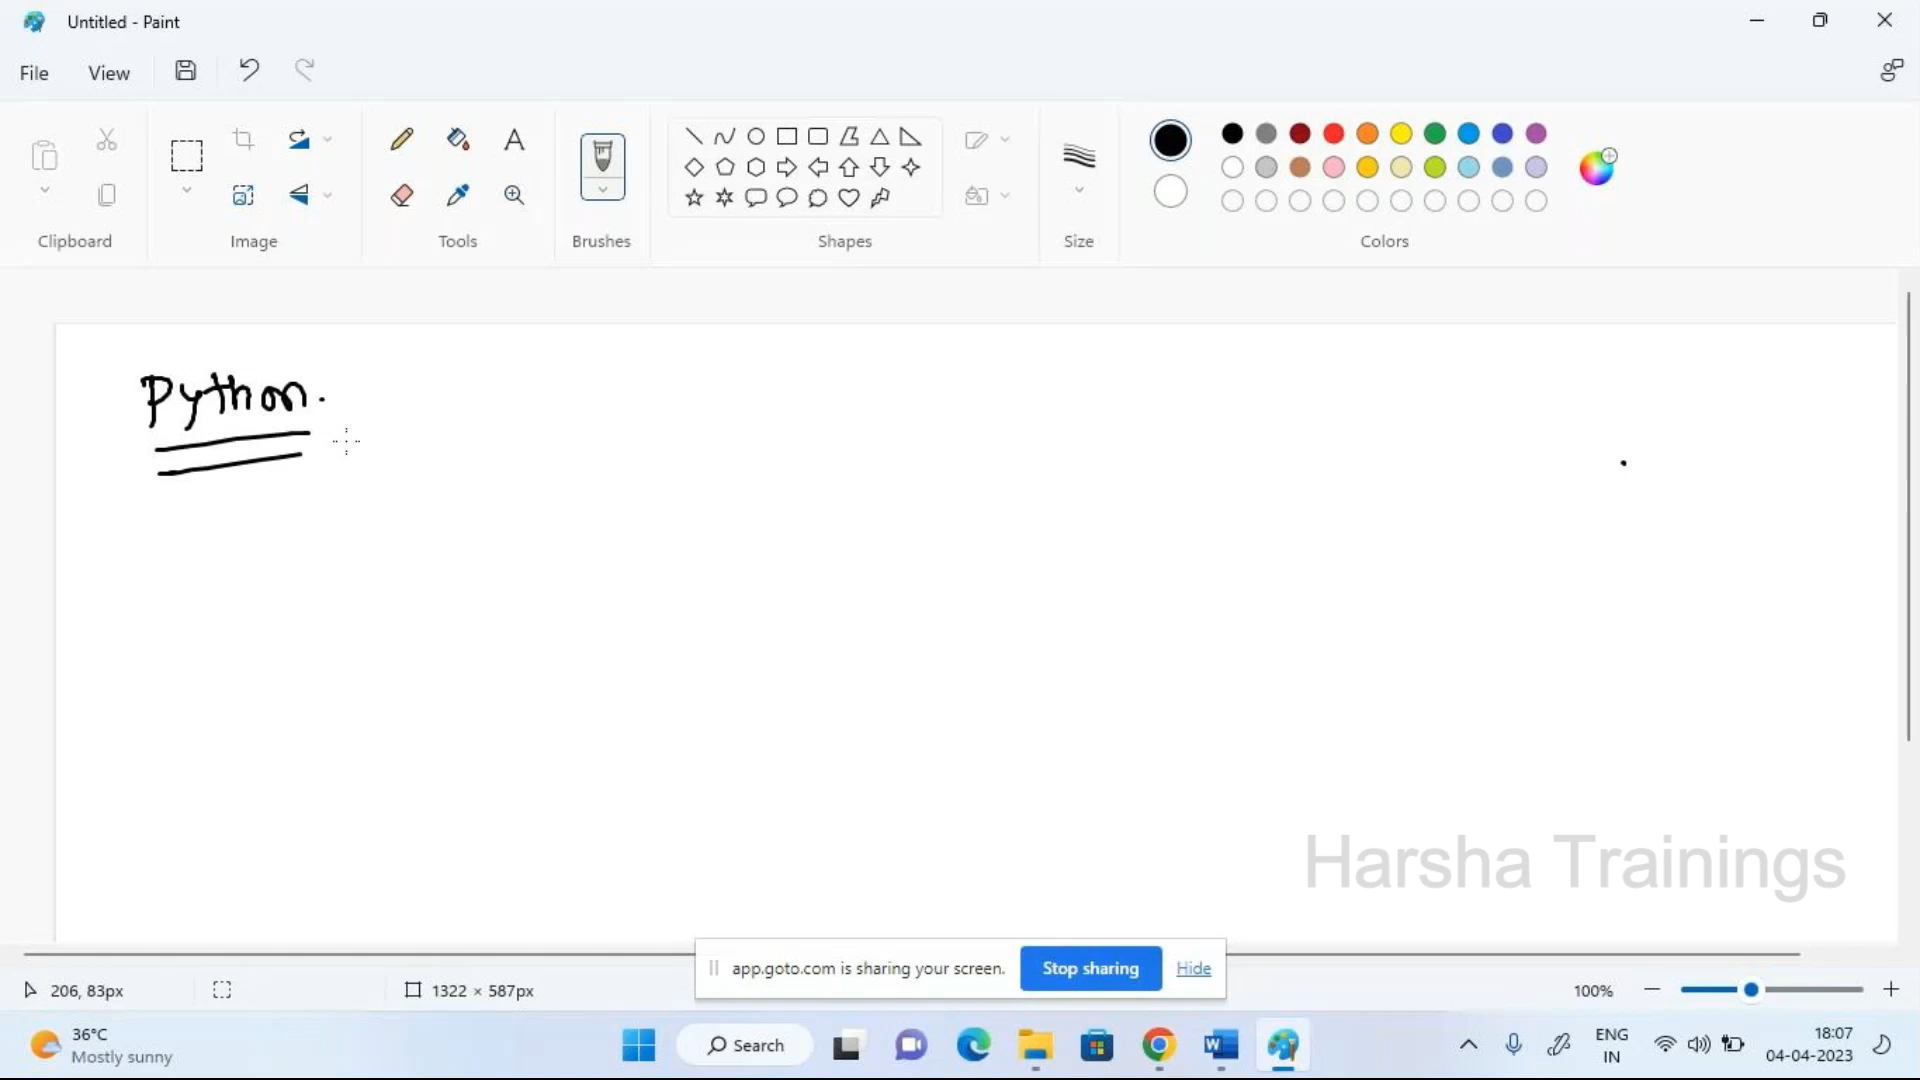 Untitled - Paint
File View
Clipboard Image Tools Brushes Shapes Size Colors
Python.
Harsha Trainings
app.goto.com is sharing your screen. Stop sharing Hide
206, 83px 1322 × 587px 100%
36°C
Mostly sunny
Search
ENG
IN
18:07
04-04-2023